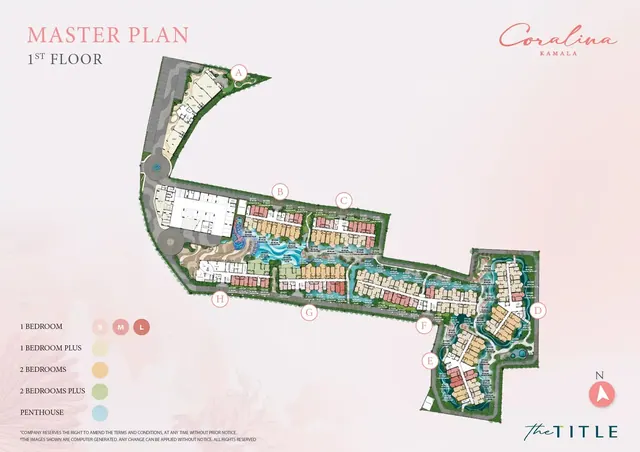 MASTER PLAN
1ST FLOOR
Coralina
KAMALA
A
B
C
D
E
F
G
H
1 BEDROOM S M L
1 BEDROOM PLUS
2 BEDROOMS
2 BEDROOMS PLUS
PENTHOUSE
N
*COMPANY RESERVES THE RIGHT TO AMEND THE TERMS AND CONDITIONS, AT ANY TIME WITHOUT PRIOR NOTICE.
*THE IMAGES SHOWN ARE COMPUTER GENERATED. ANY CHANGE CAN BE APPLIED WITHOUT NOTICE. ALL RIGHTS RESERVED
the TITLE